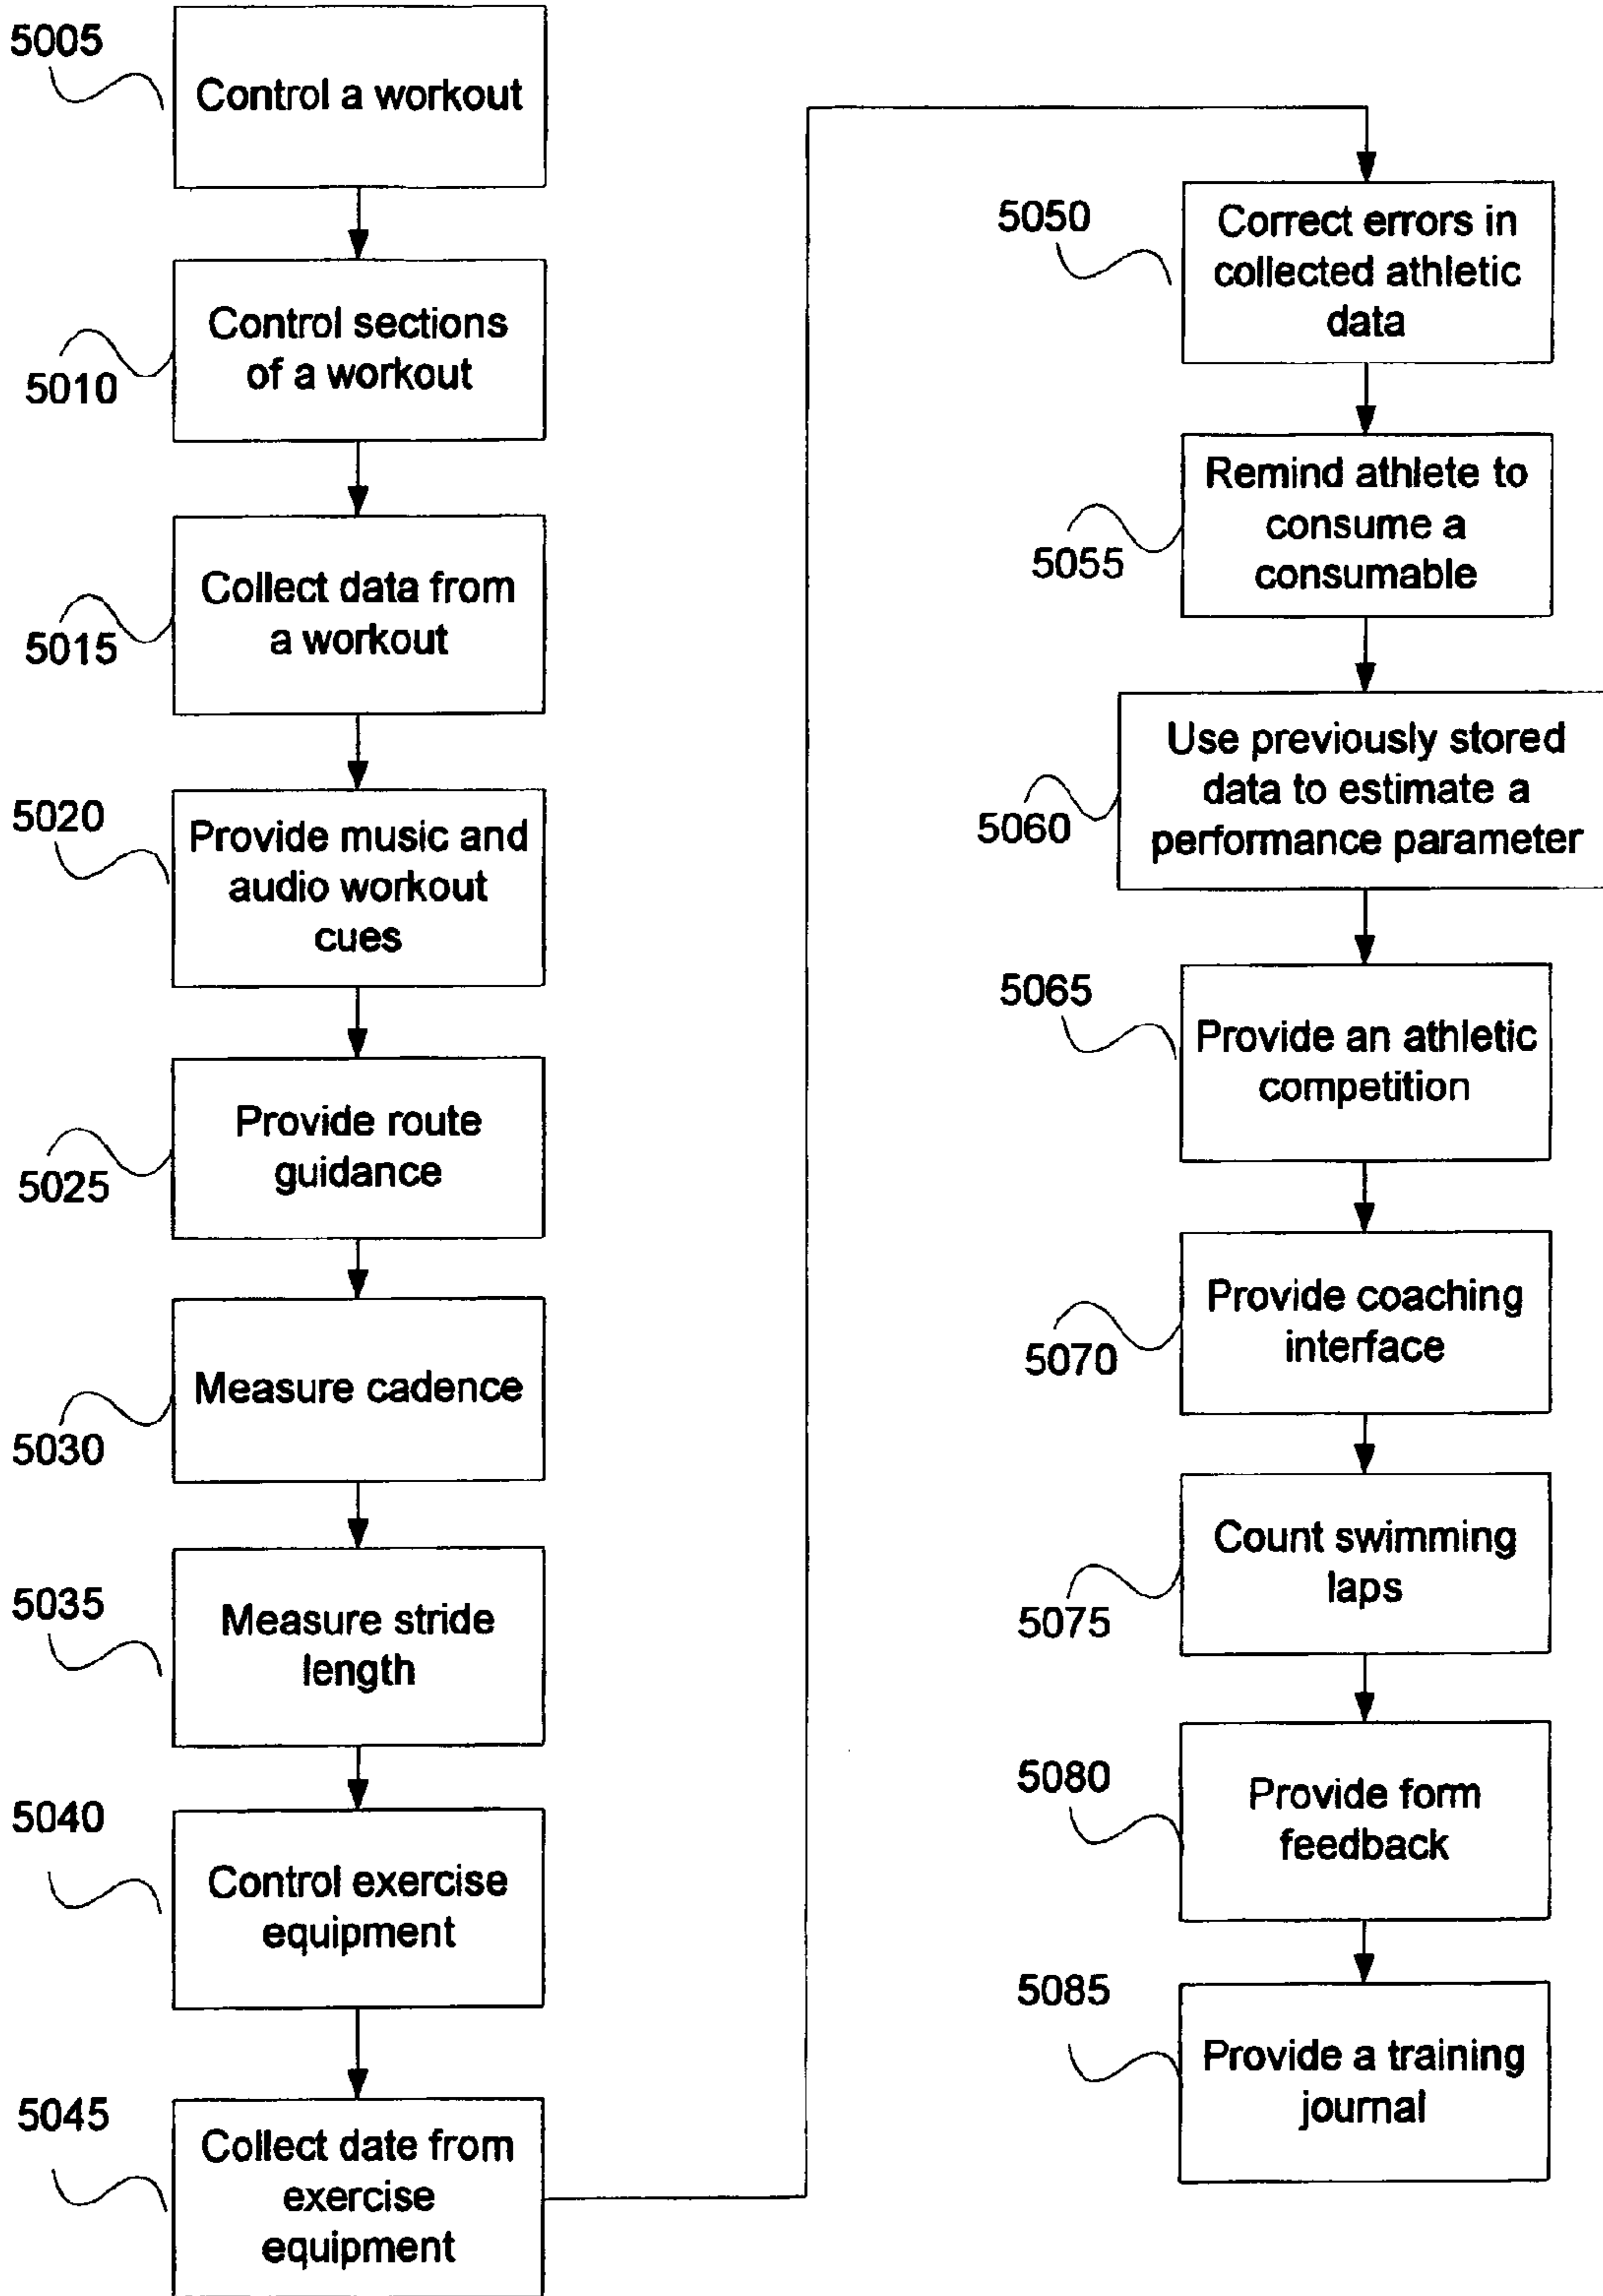 5005
Control a workout
Control sections
of a workout
5010
Collect data from
a workout
5015
5020
Provide music and
audio workout
cues
Provide route
guidance
5025
Measure cadence
5030
5035
Measure stride
length
5040
Control exercise
equipment
5045
Collect date from
exercise
equipment
5050
Correct errors in
collected athletic
data
Remind athlete to
consume a
consumable
5055
Use previously stored
data to estimate a
performance parameter
5060
5065
Provide an athletic
competition
Provide coaching
interface
5070
Count swimming
laps
5075
5080
Provide form
feedback
5085
Provide a training
journal